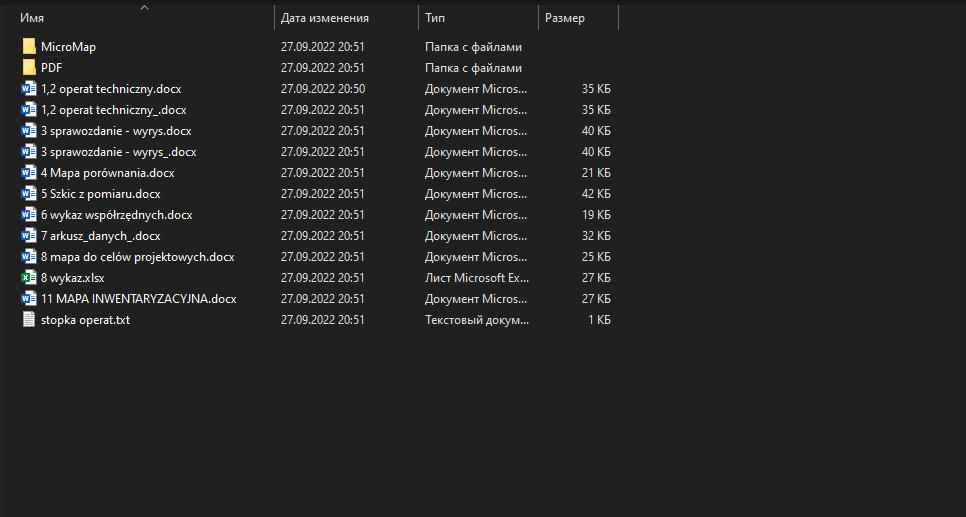 Имя Дата изменения Тип Размер
MicroMap 27.09.2022 20:51 Папка с файлами
PDF 27.09.2022 20:51 Папка с файлами
1,2 operat techniczny.docx 27.09.2022 20:50 Документ Micros... 35 КБ
1,2 operat techniczny_.docx 27.09.2022 20:51 Документ Micros... 35 КБ
3 sprawozdanie - wyrys.docx 27.09.2022 20:51 Документ Micros... 40 КБ
3 sprawozdanie - wyrys_.docx 27.09.2022 20:51 Документ Micros... 40 КБ
4 Mapa porównania.docx 27.09.2022 20:51 Документ Micros... 21 КБ
5 Szkic z pomiaru.docx 27.09.2022 20:51 Документ Micros... 42 КБ
6 wykaz współrzędnych.docx 27.09.2022 20:51 Документ Micros... 19 КБ
7 arkusz_danych_.docx 27.09.2022 20:51 Документ Micros... 32 КБ
8 mapa do celów projektowych.docx 27.09.2022 20:51 Документ Micros... 25 КБ
8 wykaz.xlsx 27.09.2022 20:51 Лист Microsoft Ex... 27 КБ
11 MAPA INWENTARYZACYJNA.docx 27.09.2022 20:51 Документ Micros... 27 КБ
stopka operat.txt 27.09.2022 20:51 Текстовый докум... 1 КБ